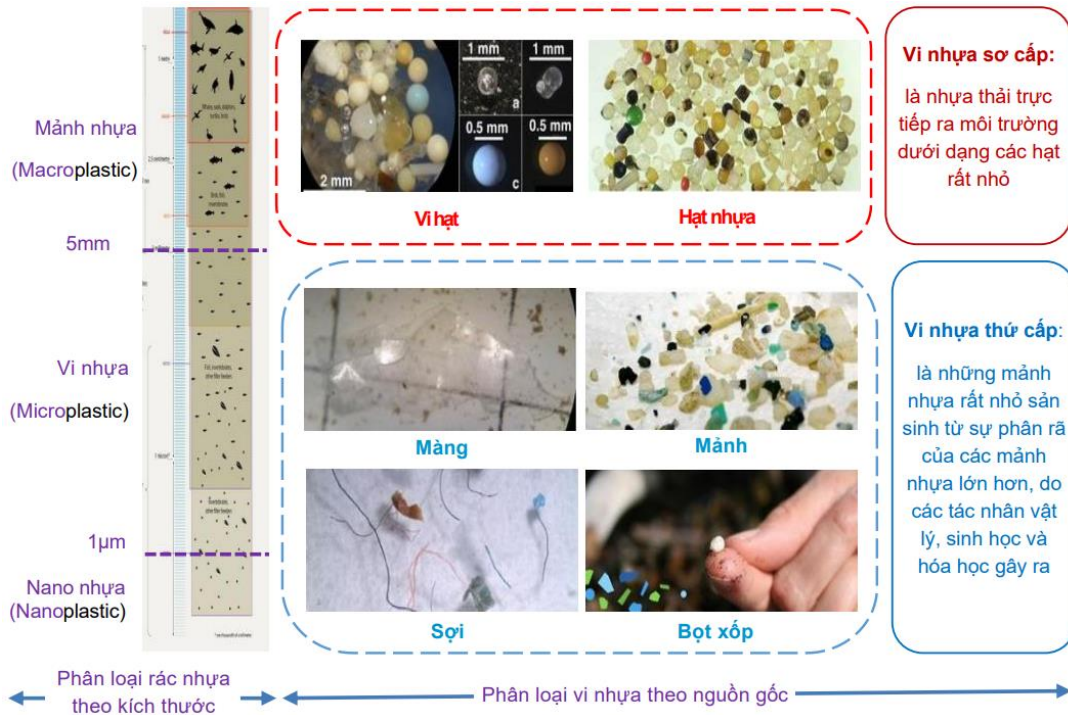 Mảnh nhựa
(Macroplastic)
5mm
Vi nhựa
(Microplastic)
1µm
Nano nhựa
(Nanoplastic)
1 mm
1 mm
a
0.5 mm
0.5 mm
c
2 mm
Vi hạt
Hạt nhựa
Vi nhựa sơ cấp:
là nhựa thải trực
tiếp ra môi trường
dưới dạng các hạt
rất nhỏ
Màng
Mảnh
Sợi
Bọt xốp
Vi nhựa thứ cấp:
là những mảnh
nhựa rất nhỏ sản
sinh từ sự phân rã
của các mảnh
nhựa lớn hơn, do
các tác nhân vật
lý, sinh học và
hóa học gây ra
Phân loại rác nhựa
theo kích thước
Phân loại vi nhựa theo nguồn gốc